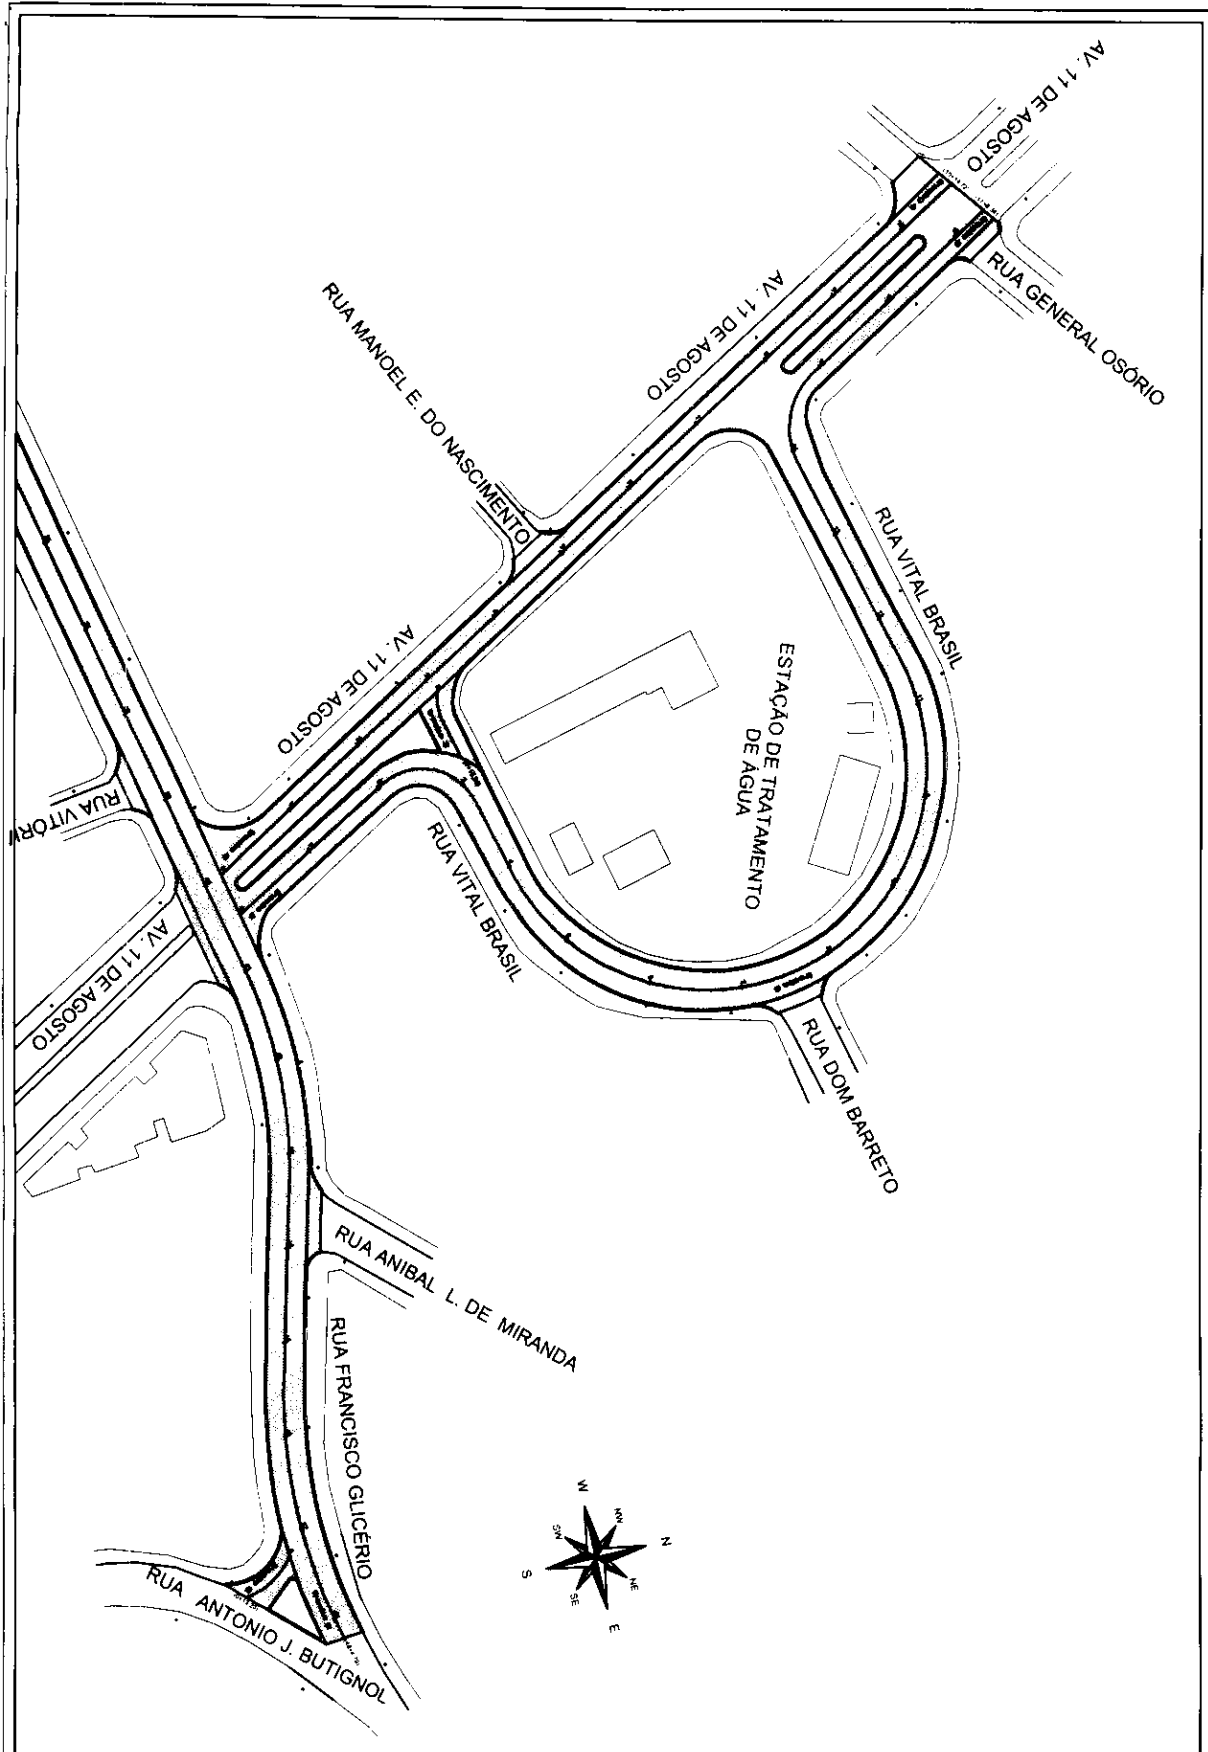 AV. 11 DE AGOSTO
RUA GENERAL OSÓRIO
AV. 11 DE AGOSTO
RUA MANOEL E. DO NASCIMENTO
RUA VITAL BRASIL
ESTAÇÃO DE TRATAMENTO
DE ÁGUA
AV. 11 DE AGOSTO
RUA VITÓRI
RUA VITAL BRASIL
AV. 11 DE AGOSTO
RUA DOM BARRETO
RUA ANIBAL L. DE MIRANDA
RUA FRANCISCO GLICÉRIO
N
NE
E
SE
S
SW
W
NW
RUA ANTONIO J. BUTIGNOL